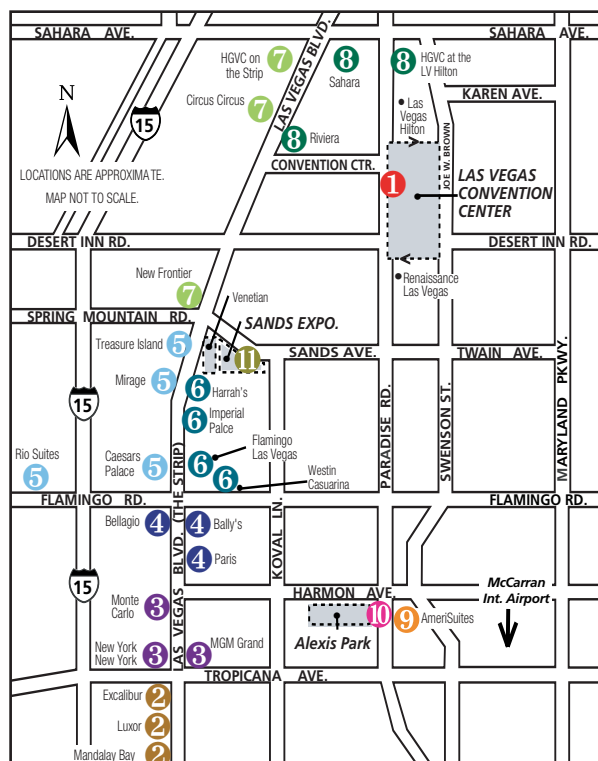 SAHARA AVE.
SAHARA AVE.
HGVC on
the Strip
7
LAS VEGAS BLVD.
8
Sahara
8
HGVC at the
LV Hilton
KAREN AVE.
N
15
Circus Circus
7
Las
Vegas
Hilton
8
Riviera
JOE W. BROWN
LOCATIONS ARE APPROXIMATE.
MAP NOT TO SCALE.
CONVENTION CTR.
1
LAS VEGAS
CONVENTION
CENTER
DESERT INN RD.
DESERT INN RD.
New Frontier
7
Venetian
Renaissance
Las Vegas
SPRING MOUNTAIN RD.
SANDS EXPO.
Treasure Island
5
11
SANDS AVE.
TWAIN AVE.
Mirage
5
6
Harrah's
15
6
Imperial
Palce
PARADISE RD.
SWENSON ST.
MARYLAND PKWY.
Rio Suites
5
Caesars
Palace
5
6
Flamingo
Las Vegas
6
Westin
Casuarina
FLAMINGO RD.
FLAMINGO RD.
LAS VEGAS BLVD. (THE STRIP)
KOVAL LN.
Bellagio
4
4
Bally's
4
Paris
15
HARMON AVE.
McCarran
Int. Airport
Monte
Carlo
3
10
9
AmeriSuites
Alexis Park
New York
New York
3
3
MGM Grand
TROPICANA AVE.
Excalibur
2
Luxor
2
Mandalay Bay
2